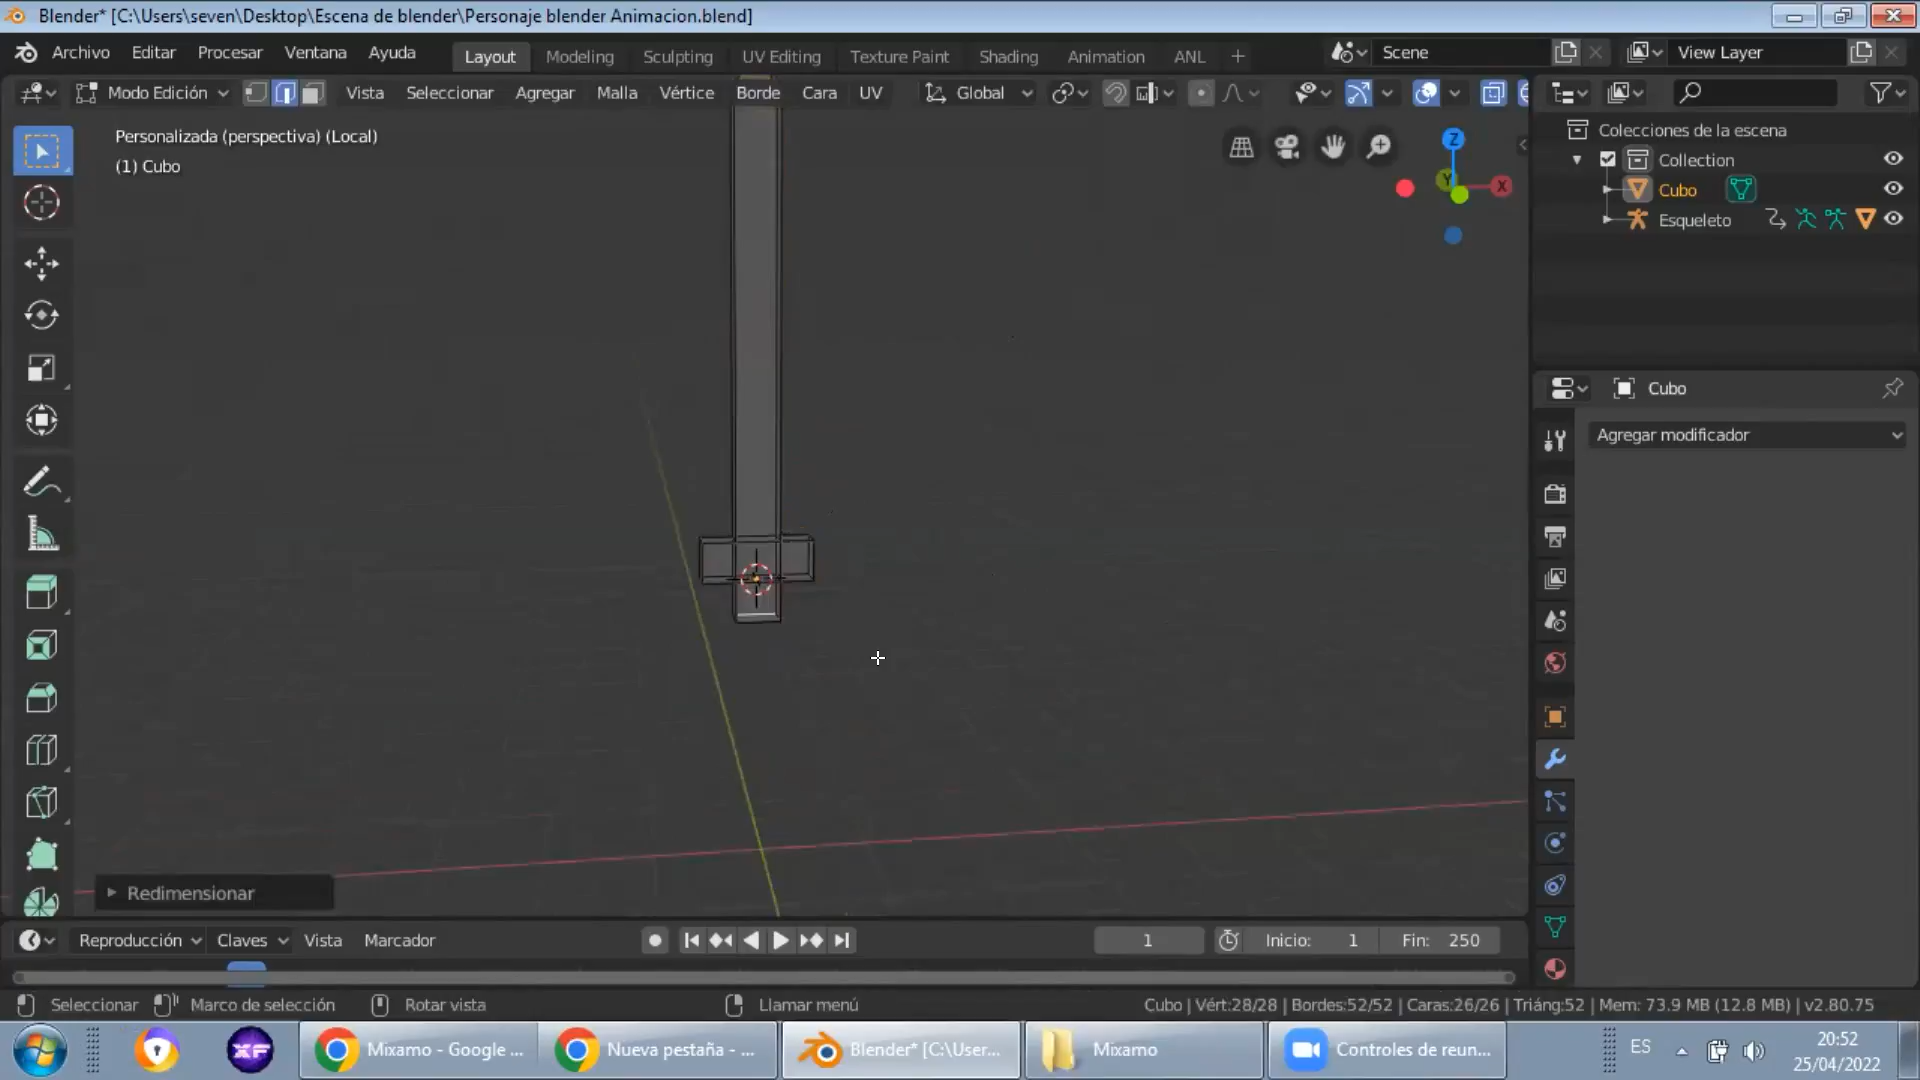 Blender* [C:\Users\seven\Desktop\Escena de blender\Personaje blender Animacion.blend]
Archivo Editar Procesar Ventana Ayuda Layout Modeling Sculpting UV Editing Texture Paint Shading Animation ANL + Scene View Layer
Modo Edición Vista Seleccionar Agregar Malla Vértice Borde Cara UV Global
Personalizada (perspectiva) (Local)
(1) Cubo
Z
Y
X
Colecciones de la escena
Collection
Cubo
Esqueleto
Cubo
Agregar modificador
Redimensionar
Reproducción Claves Vista Marcador 1 Inicio: 1 Fin: 250
Seleccionar Marco de selección Rotar vista Llamar menú Cubo | Vért:28/28 | Bordes:52/52 | Caras:26/26 | Triáng:52 | Mem: 73.9 MB (12.8 MB) | v2.80.75
XF Mixamo - Google ... Nueva pestaña - ... Blender* [C:\User... Mixamo Controles de reun... ES 20:52
25/04/2022